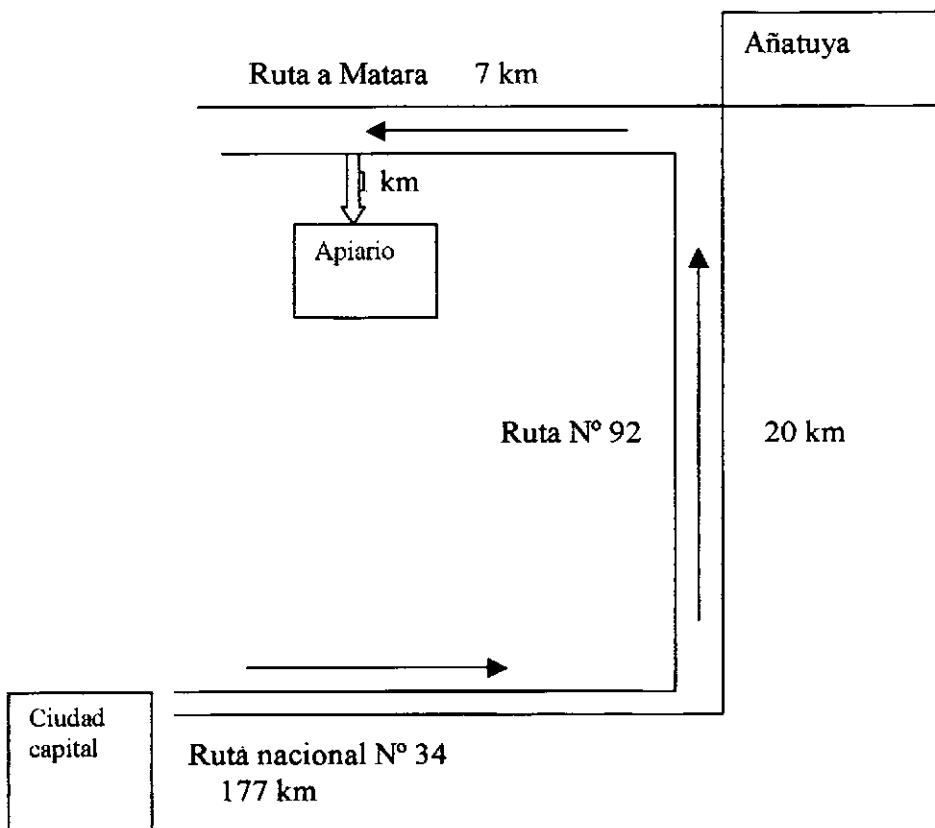 Añatuya
Ruta a Matara 7 km
km
Apiario
Ruta Nº 92
20 km
Ciudad
capital
Ruta nacional Nº 34
177 km